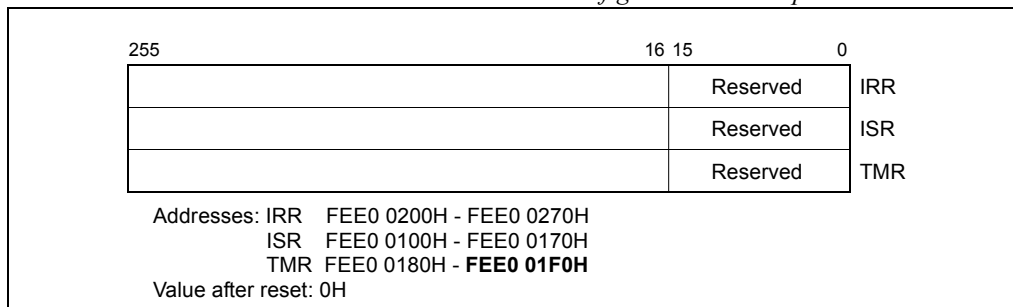 255 16 15 0
Reserved IRR
Reserved ISR
Reserved TMR
Addresses: IRR FEE0 0200H - FEE0 0270H
ISR FEE0 0100H - FEE0 0170H
TMR FEE0 0180H - FEE0 01F0H
Value after reset: 0H